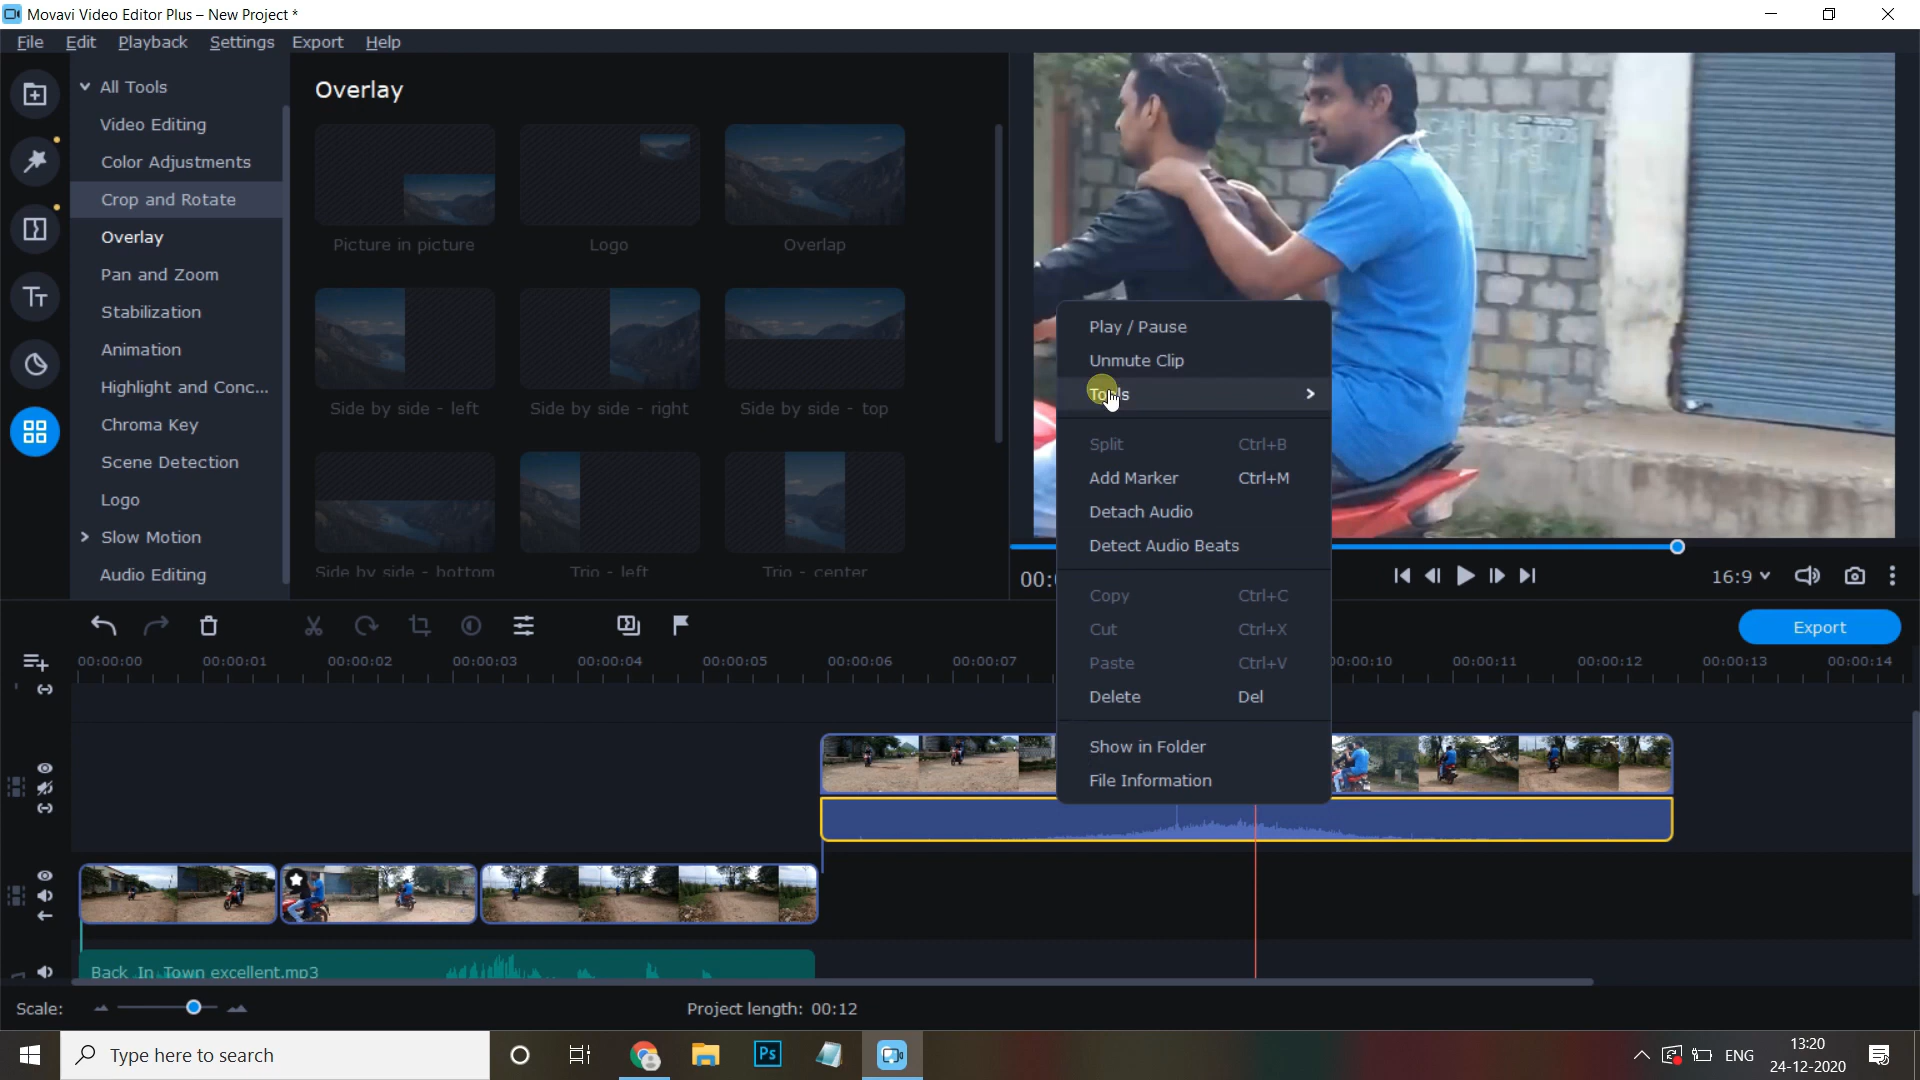 Movavi Video Editor Plus – New Project *
File Edit Playback Settings Export Help
All Tools
Video Editing
Color Adjustments
Crop and Rotate
Overlay
Pan and Zoom
Stabilization
Animation
Highlight and Conc...
Chroma Key
Scene Detection
Logo
Slow Motion
Audio Editing
Overlay
Picture in picture Logo Overlap
Side by side - left Side by side - right Side by side - top
Side by side - bottom Trio - left Trio - center
Play / Pause
Unmute Clip
Tools
Split Ctrl+B
Add Marker Ctrl+M
Detach Audio
Detect Audio Beats
Copy Ctrl+C
Cut Ctrl+X
Paste Ctrl+V
Delete Del
Show in Folder
File Information
00:
16:9
Export
00:00:00 00:00:01 00:00:02 00:00:03 00:00:04 00:00:05 00:00:06 00:00:07 00:00:10 00:00:11 00:00:12 00:00:13 00:00:14
Back In Town excellent.mp3
Scale: Project length: 00:12
Type here to search
Ps
ENG
13:20
24-12-2020